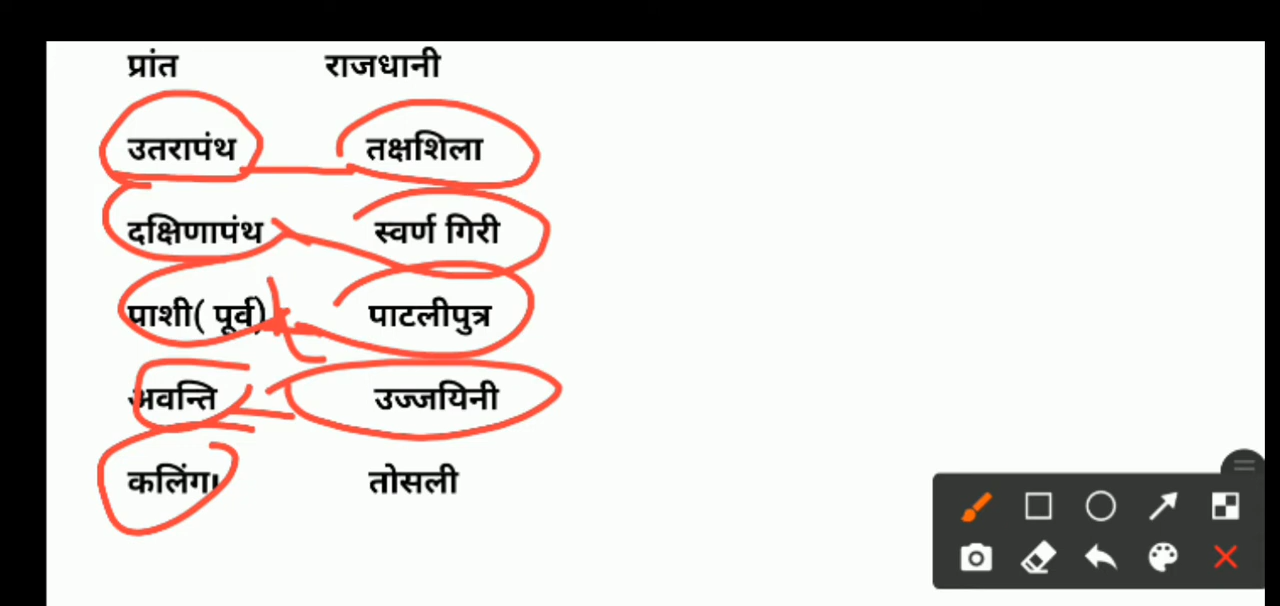 प्रांत राजधानी
उतरापंथ तक्षशिला
दक्षिणापंथ स्वर्ण गिरी
पाशी( पूर्व) पाटलीपुत्र
अवन्ति उज्जयिनी
कलिंग। तोसली